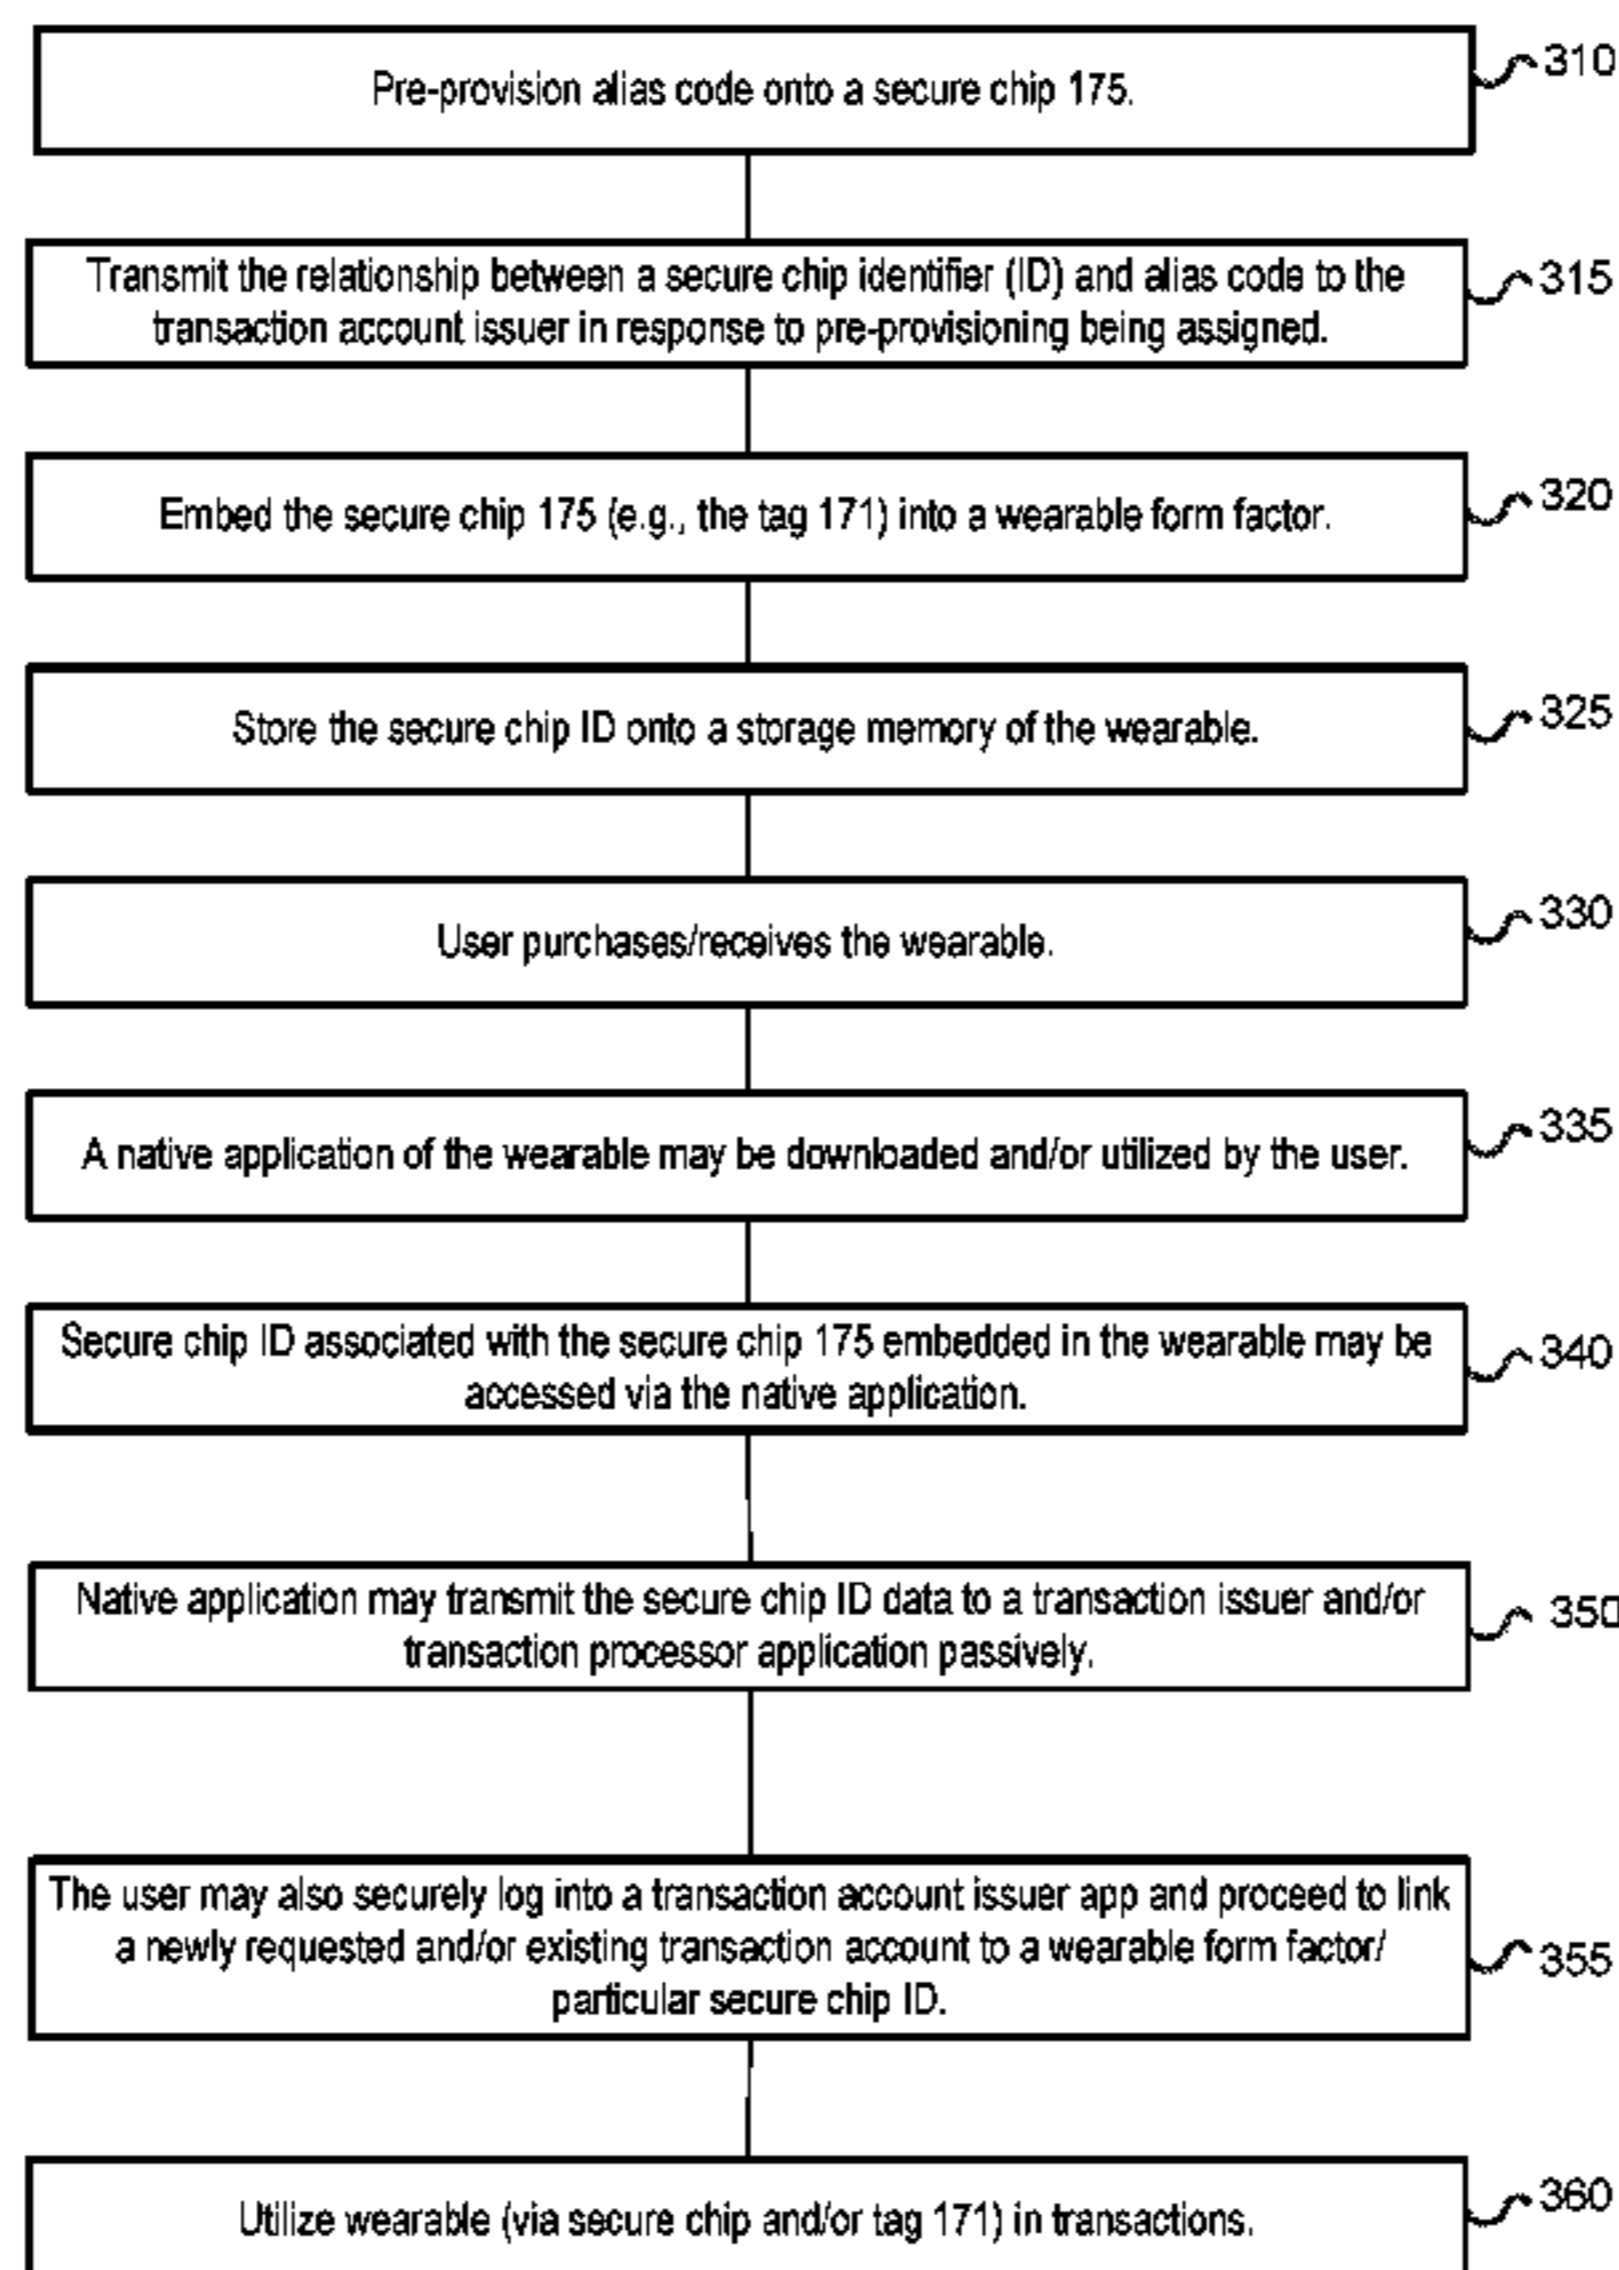 Pre-provision alias code onto a secure chip 175.
310
Transmit the relationship between a secure chip identifier (ID) and alias code to the
transaction account issuer in response to pre-provisioning being assigned.
315
Embed the secure chip 175 (e.g., the tag 171) into a wearable form factor.
320
Store the secure chip ID onto a storage memory of the wearable.
325
User purchases/receives the wearable.
330
A native application of the wearable may be downloaded and/or utilized by the user.
335
Secure chip ID associated with the secure chip 175 embedded in the wearable may be
accessed via the native application.
340
Native application may transmit the secure chip ID data to a transaction issuer and/or
transaction processor application passively.
350
The user may also securely log into a transaction account issuer app and proceed to link
a newly requested and/or existing transaction account to a wearable form factor/
particular secure chip ID.
355
Utilize wearable (via secure chip and/or tag 171) in transactions.
360